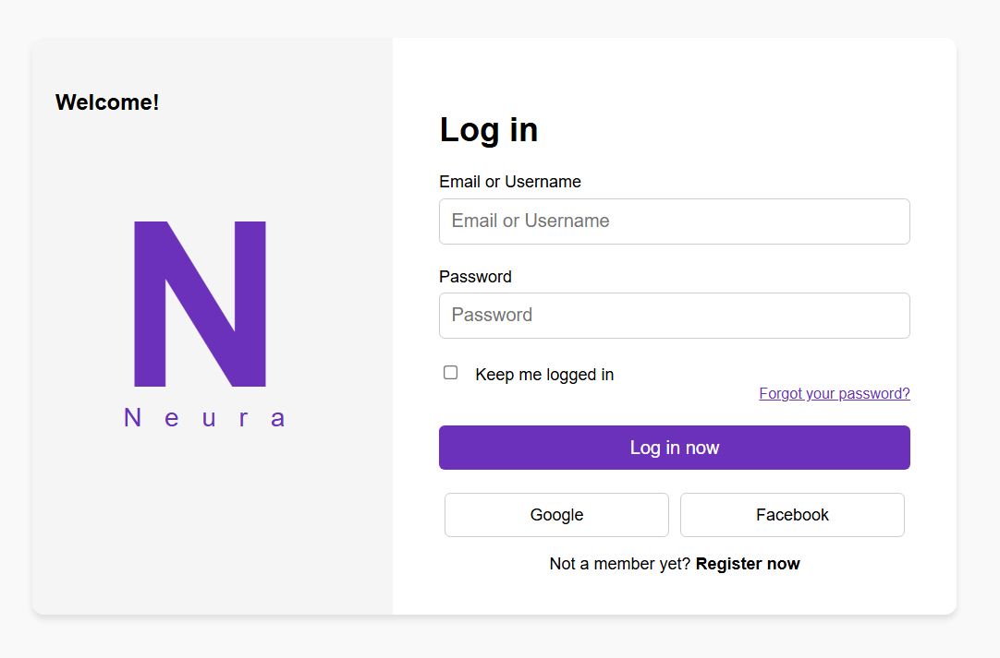 Welcome!
N
Neura
Log in
Email or Username
Email or Username
Password
Password
Keep me logged in
Forgot your password?
Log in now
Google
Facebook
Not a member yet? Register now